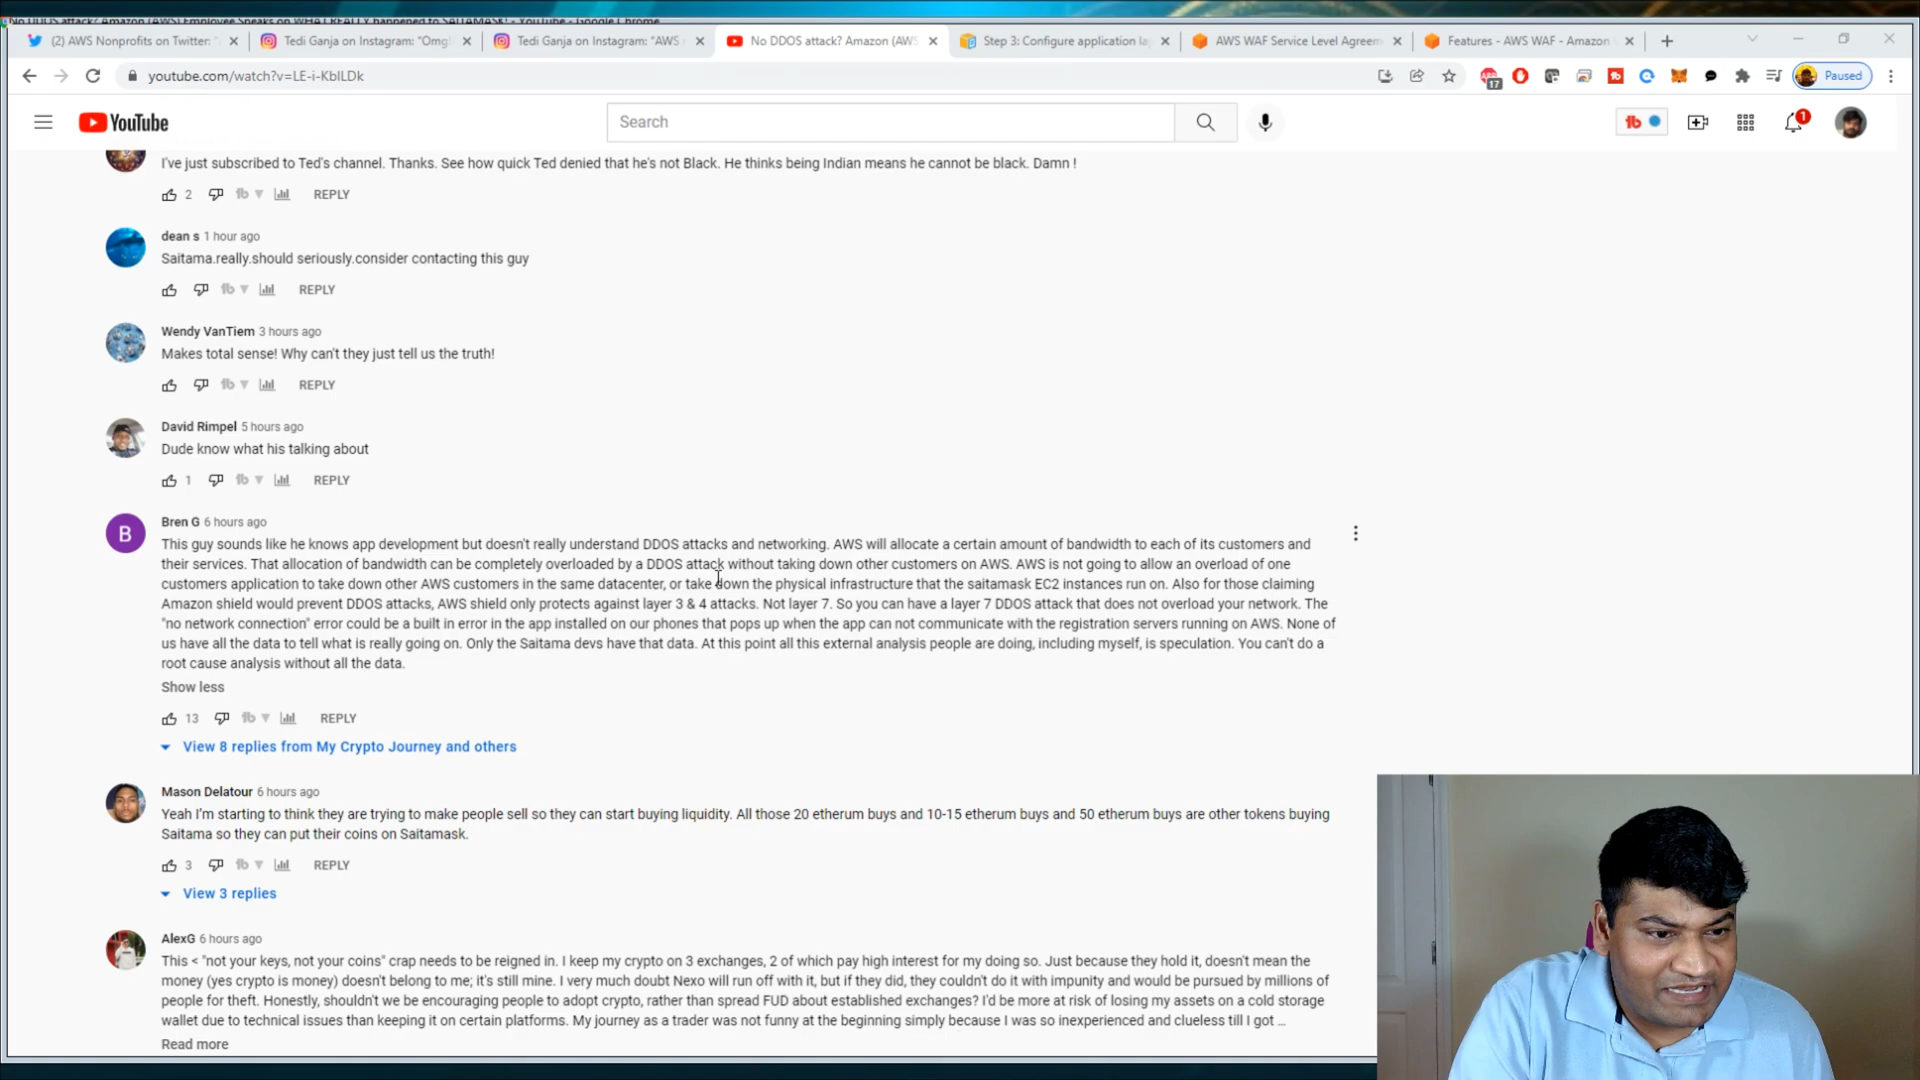 No DDOS attack? Amazon (AWS) Employee Speaks on WHAT REALLY happened to SAITAMASK! - YouTube - Google Chrome
(2) AWS Nonprofits on Twitter: "
Tedi Ganja on Instagram: "Omg!
Tedi Ganja on Instagram: "AWS
No DDOS attack? Amazon (AWS
Step 3: Configure application la
AWS WAF Service Level Agreem
Features - AWS WAF - Amazon
youtube.com/watch?v=LE-i-KbILDk
17
Paused
YouTube
Search
1
I've just subscribed to Ted's channel. Thanks. See how quick Ted denied that he's not Black. He thinks being Indian means he cannot be black. Damn !
2 REPLY
dean s 1 hour ago
Saitama.really.should seriously.consider contacting this guy
REPLY
Wendy VanTiem 3 hours ago
Makes total sense! Why can't they just tell us the truth!
REPLY
David Rimpel 5 hours ago
Dude know what his talking about
1 REPLY
B
Bren G 6 hours ago
This guy sounds like he knows app development but doesn't really understand DDOS attacks and networking. AWS will allocate a certain amount of bandwidth to each of its customers and
their services. That allocation of bandwidth can be completely overloaded by a DDOS attack without taking down other customers on AWS. AWS is not going to allow an overload of one
customers application to take down other AWS customers in the same datacenter, or take down the physical infrastructure that the saitamask EC2 instances run on. Also for those claiming
Amazon shield would prevent DDOS attacks, AWS shield only protects against layer 3 & 4 attacks. Not layer 7. So you can have a layer 7 DDOS attack that does not overload your network. The
"no network connection" error could be a built in error in the app installed on our phones that pops up when the app can not communicate with the registration servers running on AWS. None of
us have all the data to tell what is really going on. Only the Saitama devs have that data. At this point all this external analysis people are doing, including myself, is speculation. You can't do a
root cause analysis without all the data.
Show less
13 REPLY
View 8 replies from My Crypto Journey and others
Mason Delatour 6 hours ago
Yeah I'm starting to think they are trying to make people sell so they can start buying liquidity. All those 20 etherum buys and 10-15 etherum buys and 50 etherum buys are other tokens buying
Saitama so they can put their coins on Saitamask.
3 REPLY
View 3 replies
AlexG 6 hours ago
This < "not your keys, not your coins" crap needs to be reigned in. I keep my crypto on 3 exchanges, 2 of which pay high interest for my doing so. Just because they hold it, doesn't mean the
money (yes crypto is money) doesn't belong to me; it's still mine. I very much doubt Nexo will run off with it, but if they did, they couldn't do it with impunity and would be pursued by millions of
people for theft. Honestly, shouldn't we be encouraging people to adopt crypto, rather than spread FUD about established exchanges? I'd be more at risk of losing my assets on a cold storage
wallet due to technical issues than keeping it on certain platforms. My journey as a trader was not funny at the beginning simply because I was so inexperienced and clueless till I got ...
Read more